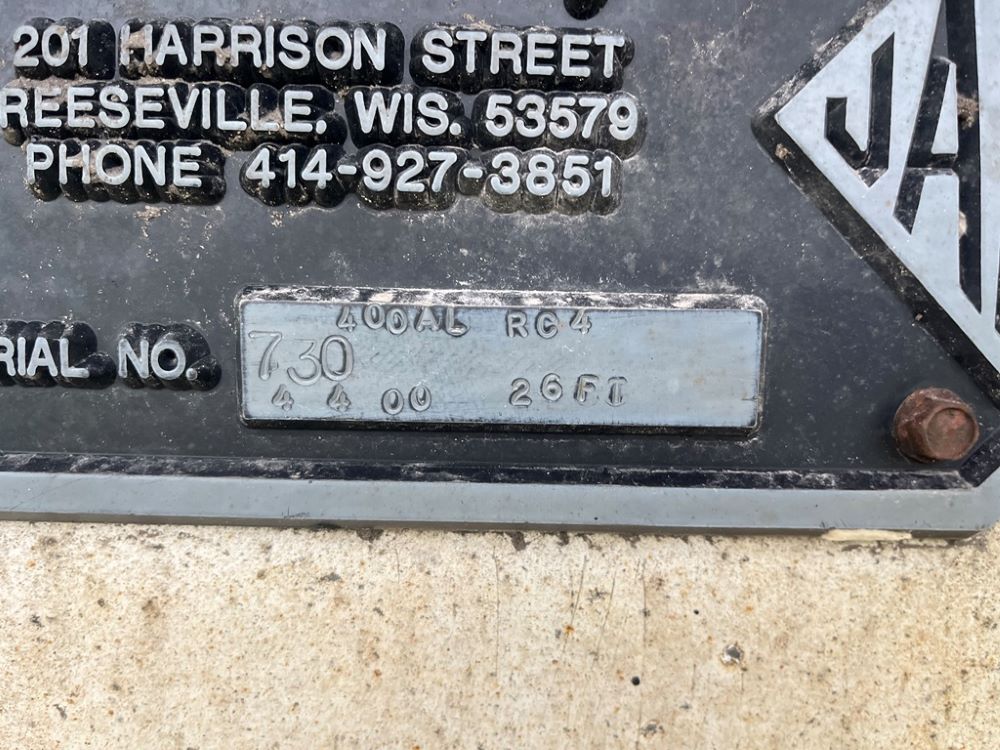 201 HARRISON STREET
REESEVILLE, WIS. 53579
PHONE 414-927-3851
JA
RIAL NO.
400AL RC4
730
4 4 00 26FT